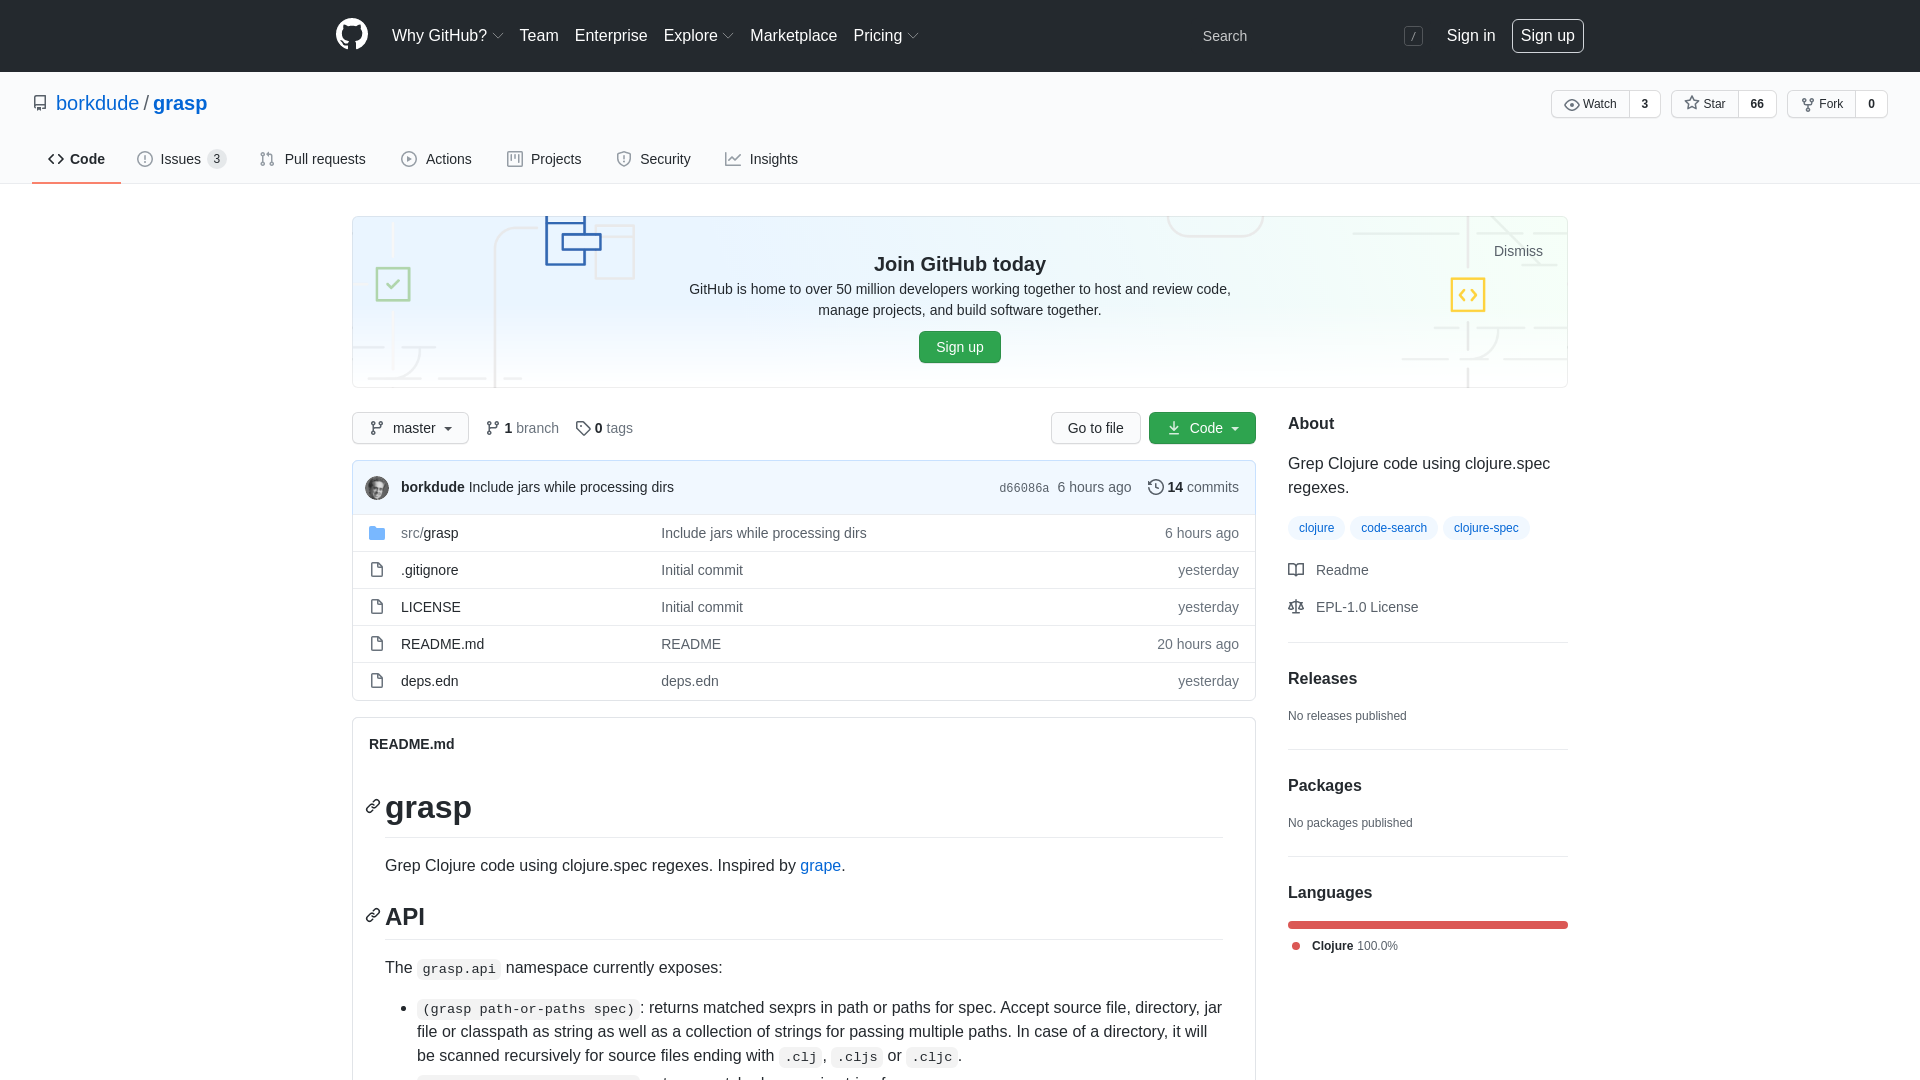 Why GitHub? Team Enterprise Explore Marketplace Pricing Search / Sign in Sign up
borkdude / grasp
Watch 3 Star 66 Fork 0
Code Issues 3 Pull requests Actions Projects Security Insights
Dismiss
Join GitHub today
GitHub is home to over 50 million developers working together to host and review code,
manage projects, and build software together.
Sign up
master 1 branch 0 tags Go to file Code
borkdude Include jars while processing dirs d66086a 6 hours ago 14 commits
src/grasp Include jars while processing dirs 6 hours ago
.gitignore Initial commit yesterday
LICENSE Initial commit yesterday
README.md README 20 hours ago
deps.edn deps.edn yesterday
README.md
grasp
Grep Clojure code using clojure.spec regexes. Inspired by grape.
API
The grasp.api namespace currently exposes:
(grasp path-or-paths spec): returns matched sexprs in path or paths for spec. Accept source file, directory, jar
file or classpath as string as well as a collection of strings for passing multiple paths. In case of a directory, it will
be scanned recursively for source files ending with .clj, .cljs or .cljc.
About
Grep Clojure code using clojure.spec
regexes.
clojure code-search clojure-spec
Readme
EPL-1.0 License
Releases
No releases published
Packages
No packages published
Languages
Clojure 100.0%